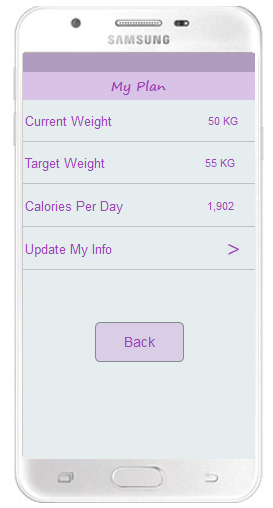 SAMSUNG
My Plan
Current Weight 50 KG
Target Weight 55 KG
Calories Per Day 1,902
Update My Info >
Back